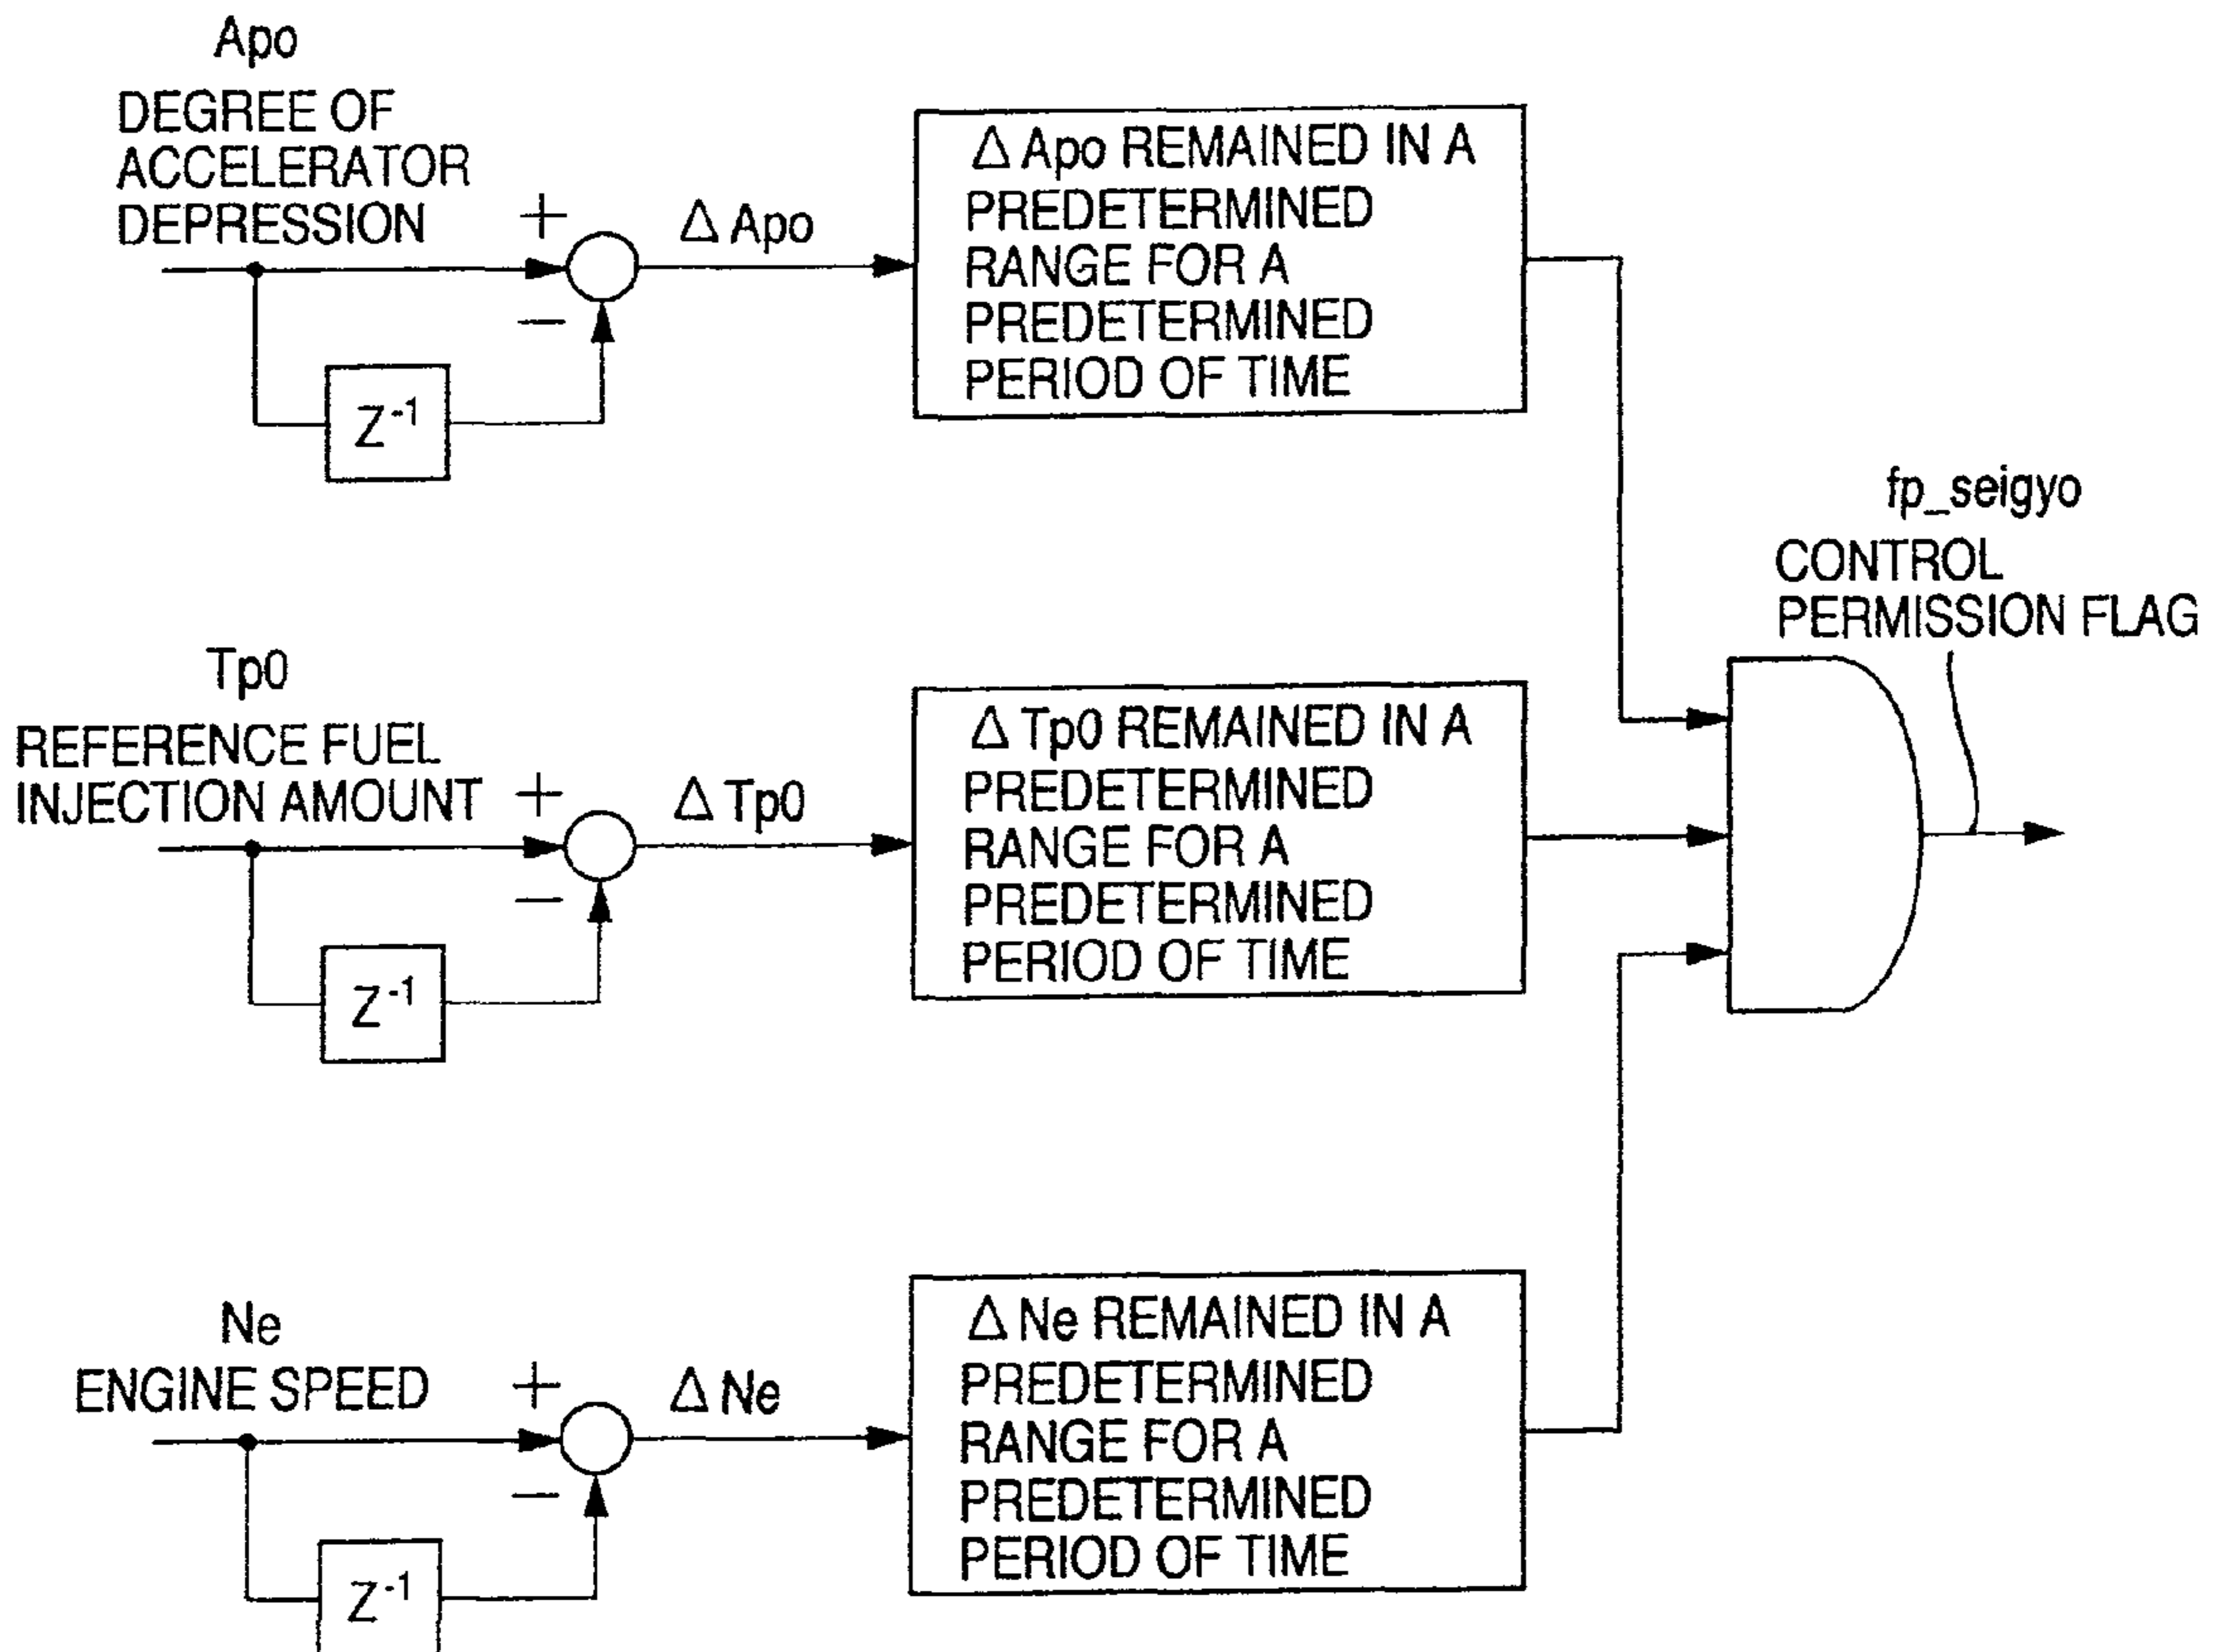 Apo
DEGREE OF
ACCELERATOR
DEPRESSION
+
−
Δ Apo
Z⁻¹
Δ Apo REMAINED IN A
PREDETERMINED
RANGE FOR A
PREDETERMINED
PERIOD OF TIME
Tp0
REFERENCE FUEL
INJECTION AMOUNT
+
−
Δ Tp0
Z⁻¹
Δ Tp0 REMAINED IN A
PREDETERMINED
RANGE FOR A
PREDETERMINED
PERIOD OF TIME
Ne
ENGINE SPEED
+
−
Δ Ne
Z⁻¹
Δ Ne REMAINED IN A
PREDETERMINED
RANGE FOR A
PREDETERMINED
PERIOD OF TIME
fp_seigyo
CONTROL
PERMISSION FLAG